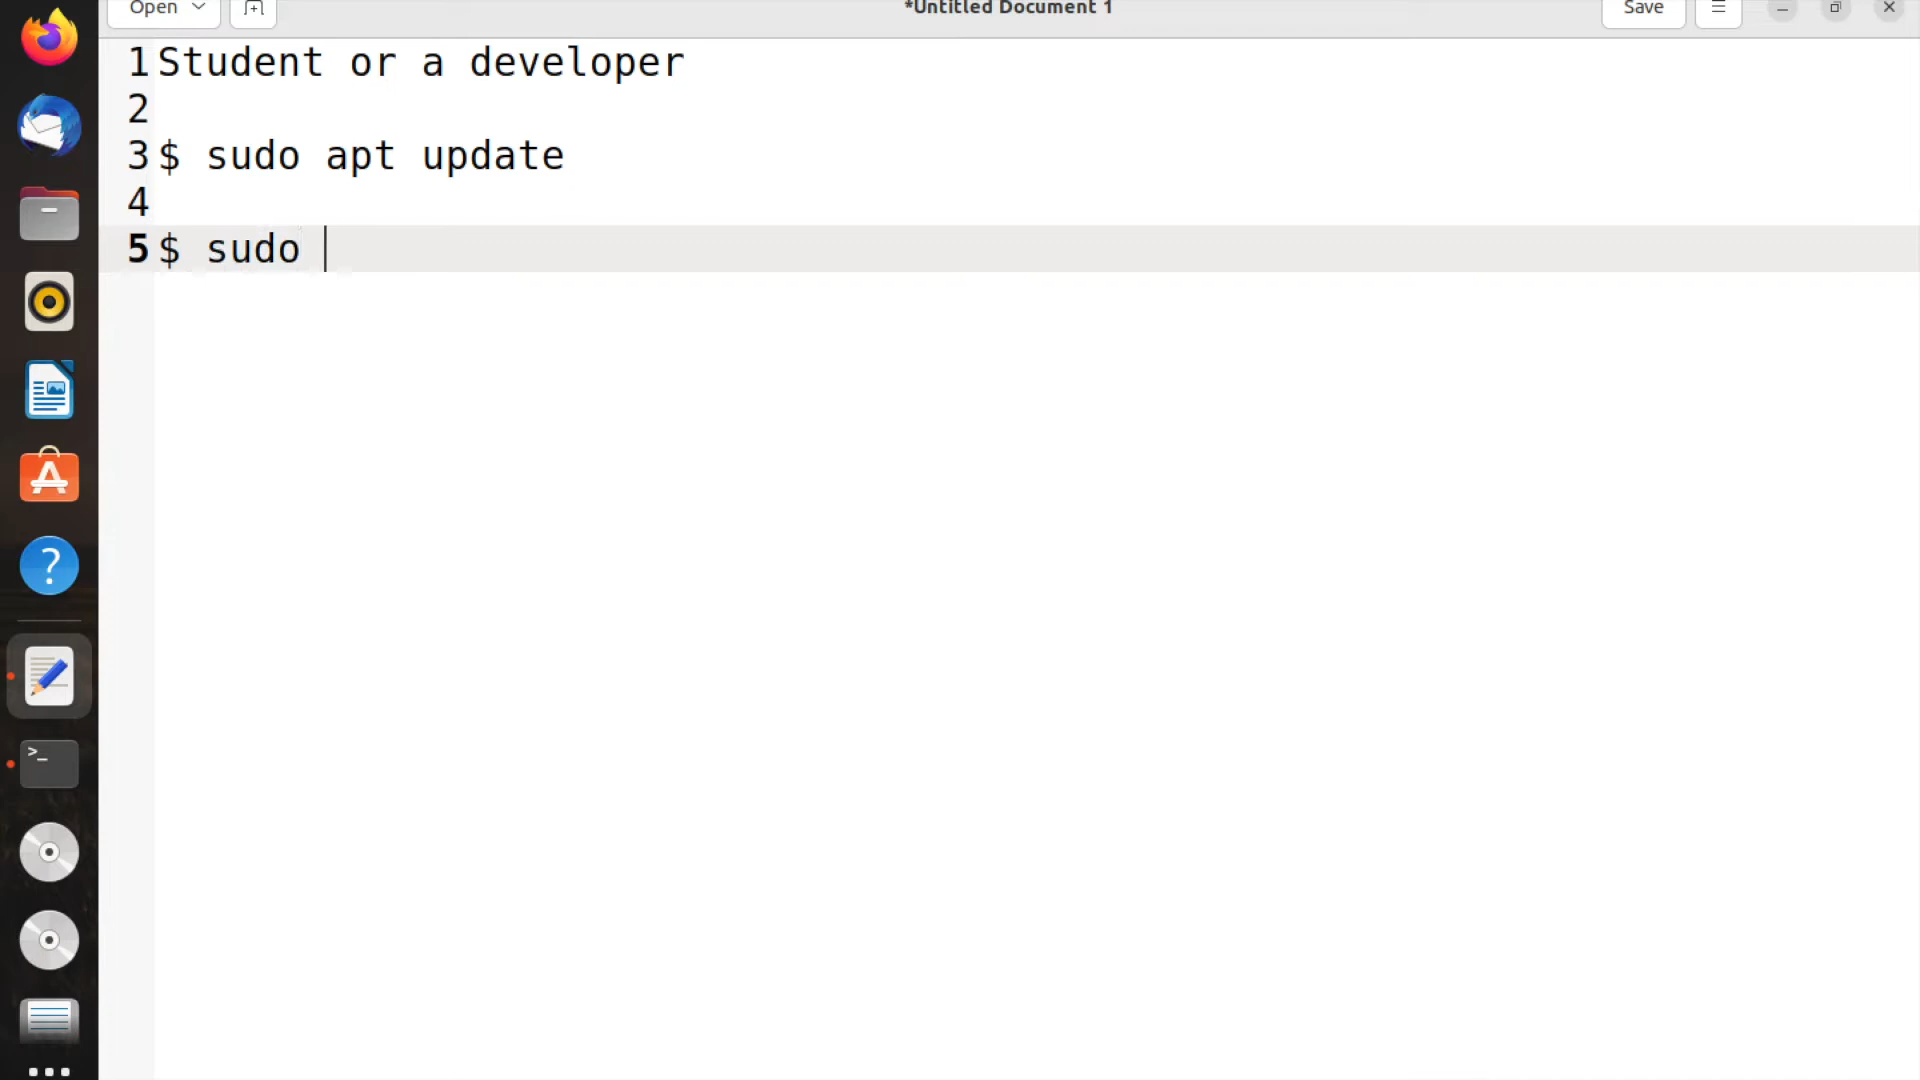 Open
*Untitled Document 1
Save
1 Student or a developer
2
3 $ sudo apt update
4
5 $ sudo